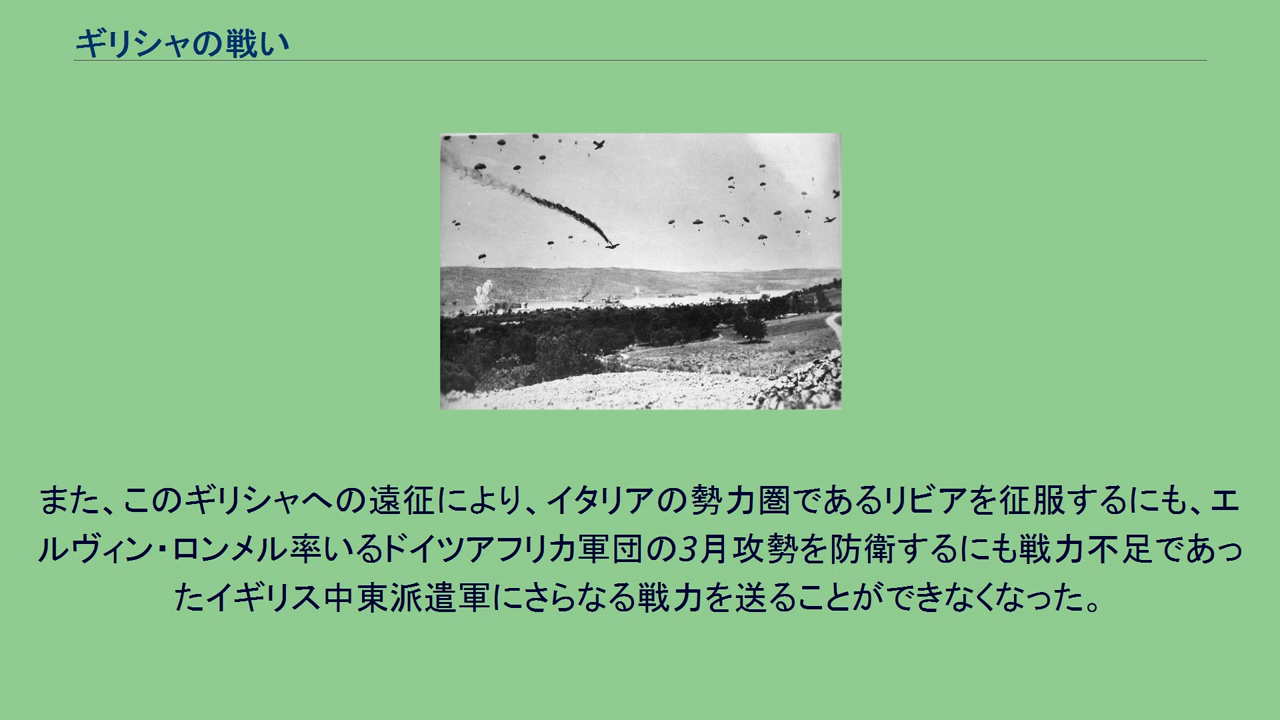 ギリシャの戦い
また、このギリシャへの遠征により、イタリアの勢力圏であるリビアを征服するにも、エ
ルヴィン・ロンメル率いるドイツアフリカ軍団の3月攻勢を防衛するにも戦力不足であっ
たイギリス中東派遣軍にさらなる戦力を送ることができなくなった。